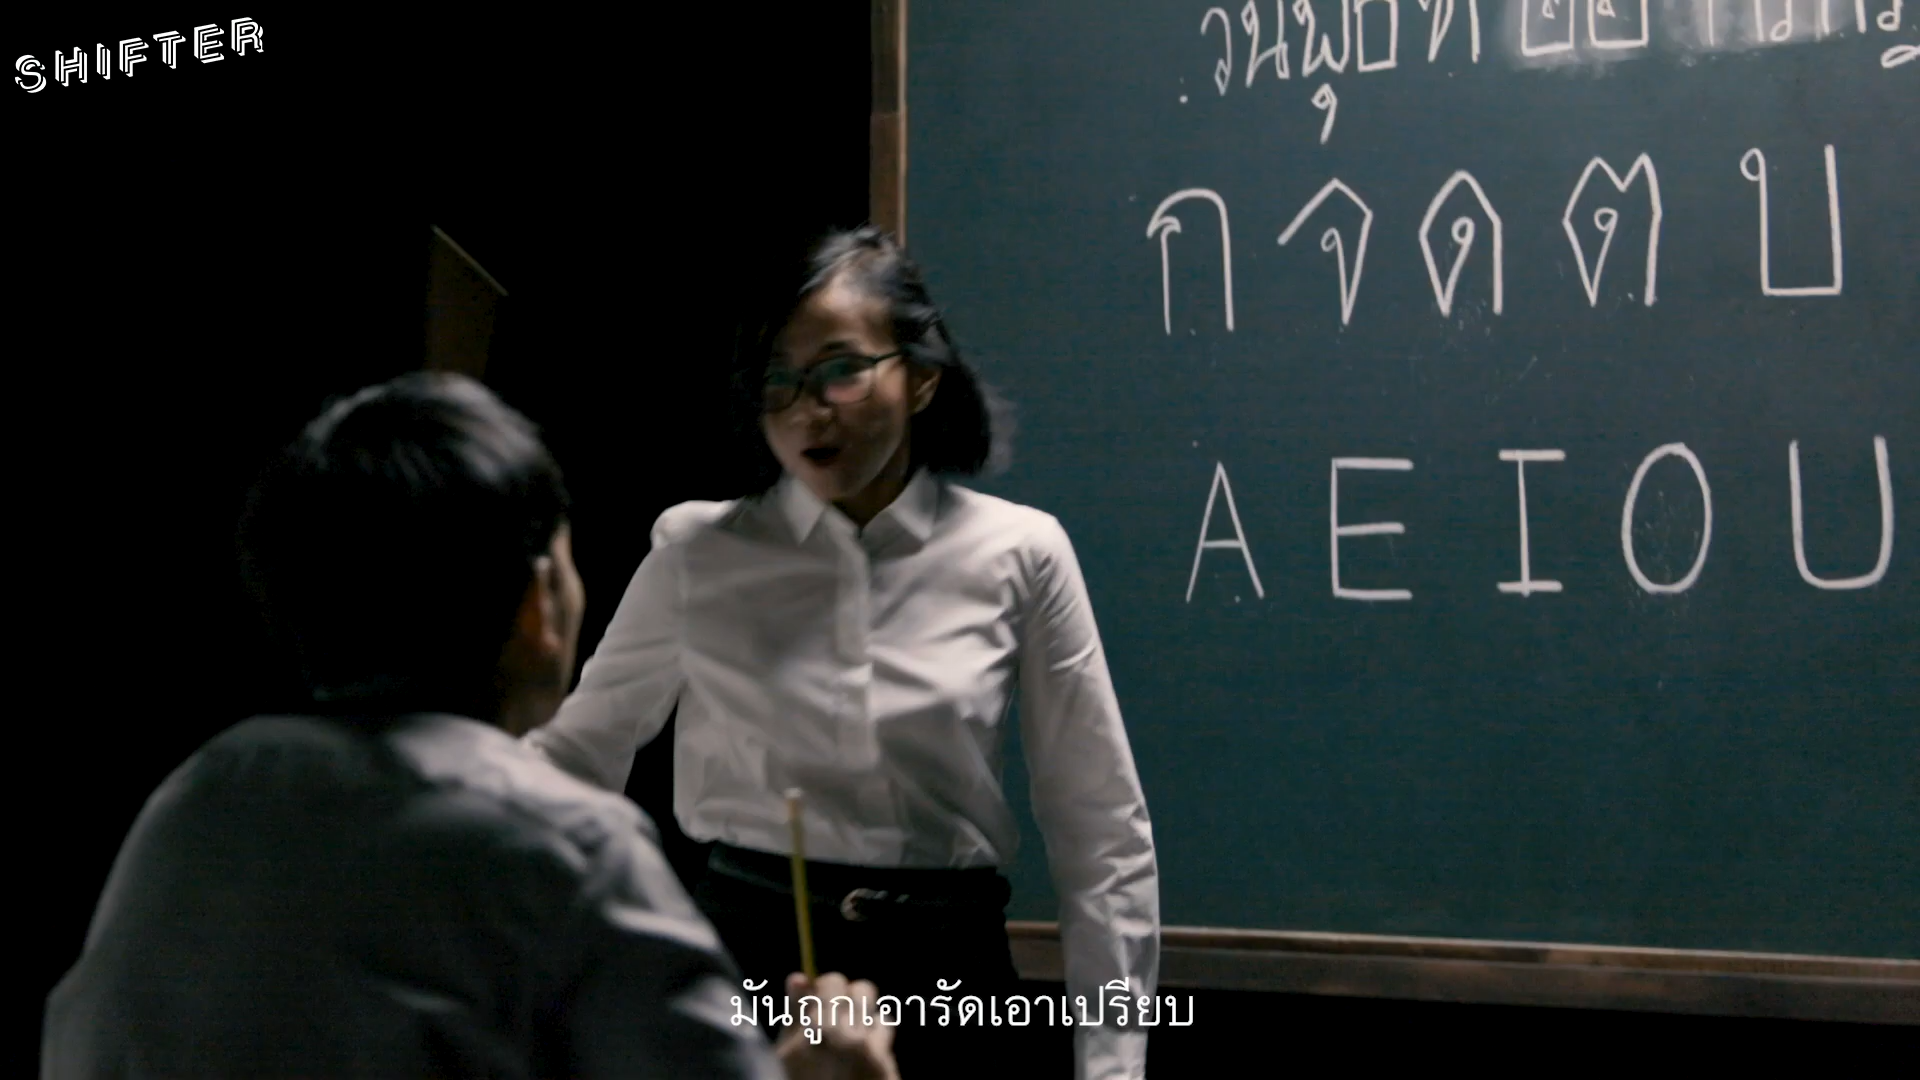 SHIFTER
ก จ ด ต บ
A E I O U
มันถูกเอารัดเอาเปรียบ